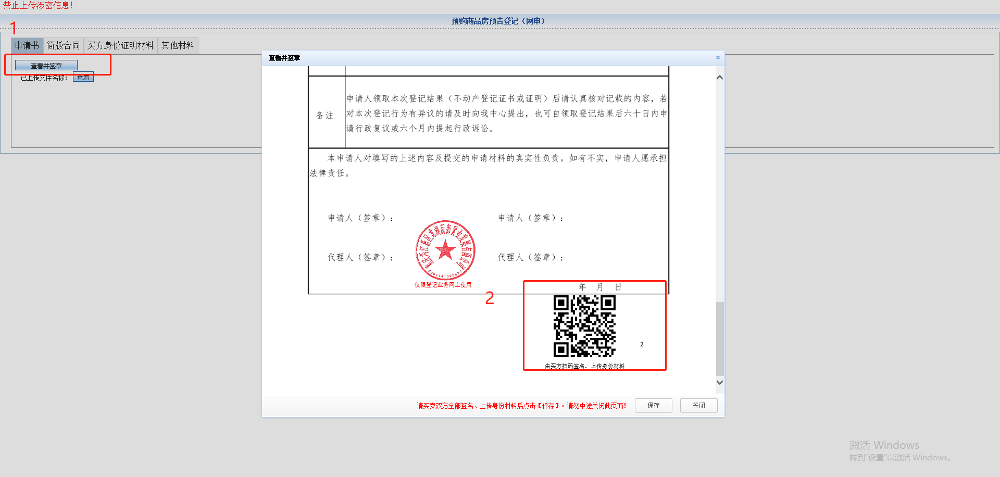 禁止上传涉密信息!
预购商品房预告登记（网申）
1
申请书 简版合同 买方身份证明材料 其他材料
查看并签章
已上传文件名称： 查看
查看并签章
备注
申请人领取本次登记结果（不动产登记证书或证明）后请认真核对记载的内容，若
对本次登记行为有异议的请及时向我中心提出，也可自领取登记结果后六十日内申
请行政复议或六个月内提起行政诉讼。
本申请人对填写的上述内容及提交的申请材料的真实性负责。如有不实，申请人愿承担
法律责任。
申请人（签章）： 申请人（签章）：
代理人（签章）： 代理人（签章）：
仅限登记业务网上使用
年 月 日
2
2
由买方扫码签名、上传身份材料
请买卖双方全部签名、上传身份材料后点击【保存】。请勿中途关闭此页面!
保存 关闭
激活 Windows
转到“设置”以激活 Windows。